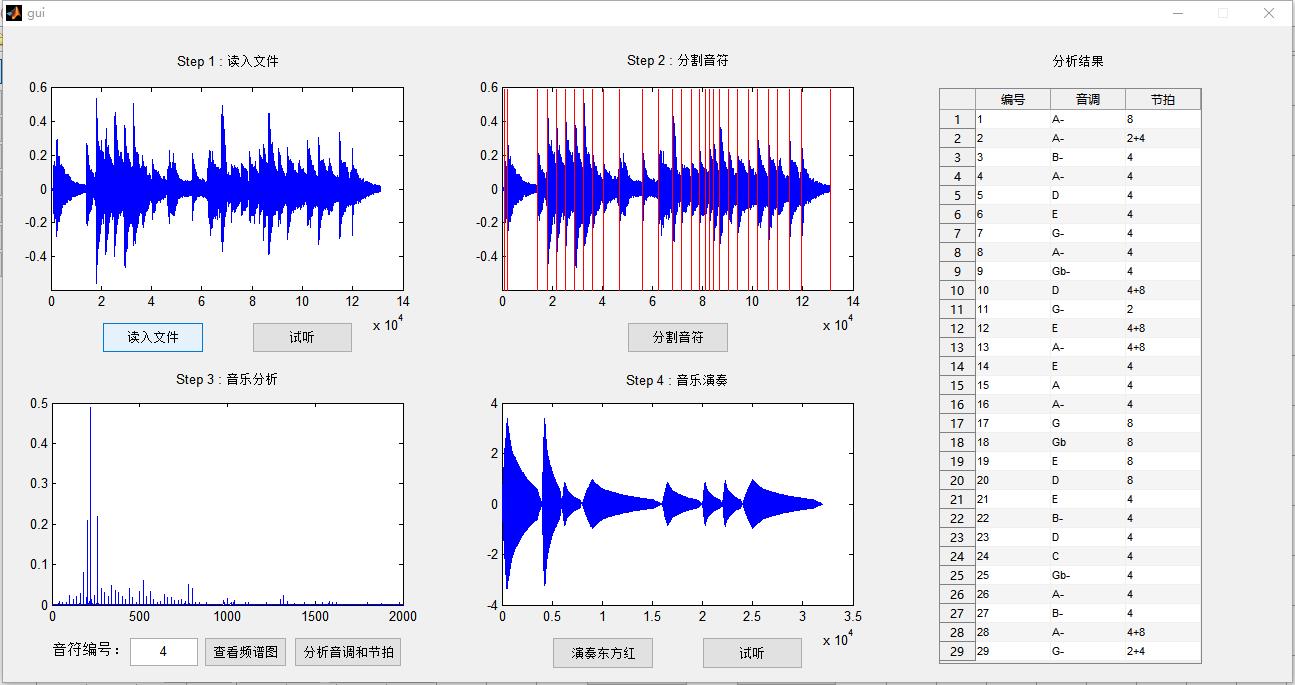 gui
Step 1 : 读入文件
0.6
0.4
0.2
0
-0.2
-0.4
0 2 4 6 8 10 12 14
x 10^4
读入文件 试听
Step 2 : 分割音符
0.6
0.4
0.2
0
-0.2
-0.4
0 2 4 6 8 10 12 14
x 10^4
分割音符
Step 3 : 音乐分析
0.5
0.4
0.3
0.2
0.1
0
0 500 1000 1500 2000
音符编号： 4 查看频谱图 分析音调和节拍
Step 4 : 音乐演奏
4
2
0
-2
-4
0 0.5 1 1.5 2 2.5 3 3.5
x 10^4
演奏东方红 试听
分析结果
编号 音调 节拍
1 1 A- 8
2 2 A- 2+4
3 3 B- 4
4 4 A- 4
5 5 D 4
6 6 E 4
7 7 G- 4
8 8 A- 4
9 9 Gb- 4
10 10 D 4+8
11 11 G- 2
12 12 E 4+8
13 13 A- 4+8
14 14 E 4
15 15 A 4
16 16 A- 4
17 17 G 8
18 18 Gb 8
19 19 E 8
20 20 D 8
21 21 E 4
22 22 B- 4
23 23 D 4
24 24 C 4
25 25 Gb- 4
26 26 A- 4
27 27 B- 4
28 28 A- 4+8
29 29 G- 2+4